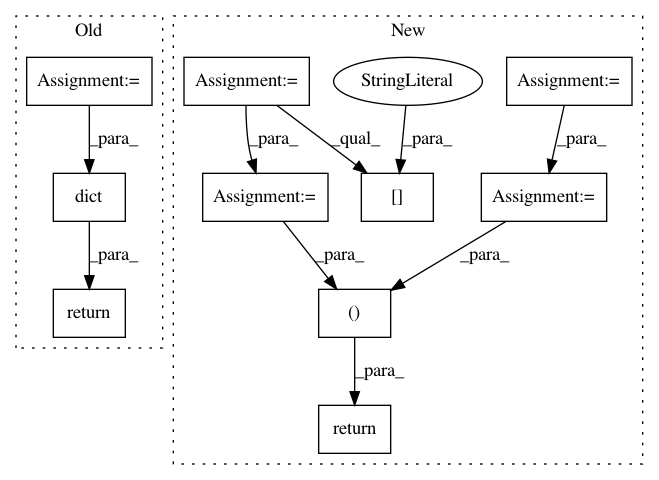 Old
New
Assignment:=
Assignment:=
StringLiteral
Assignment:=
_para_
_para_
_qual_
_para_
_para_
dict
Assignment:=
[]
Assignment:=
_para_
_para_
_para_
return
()
_para_
return